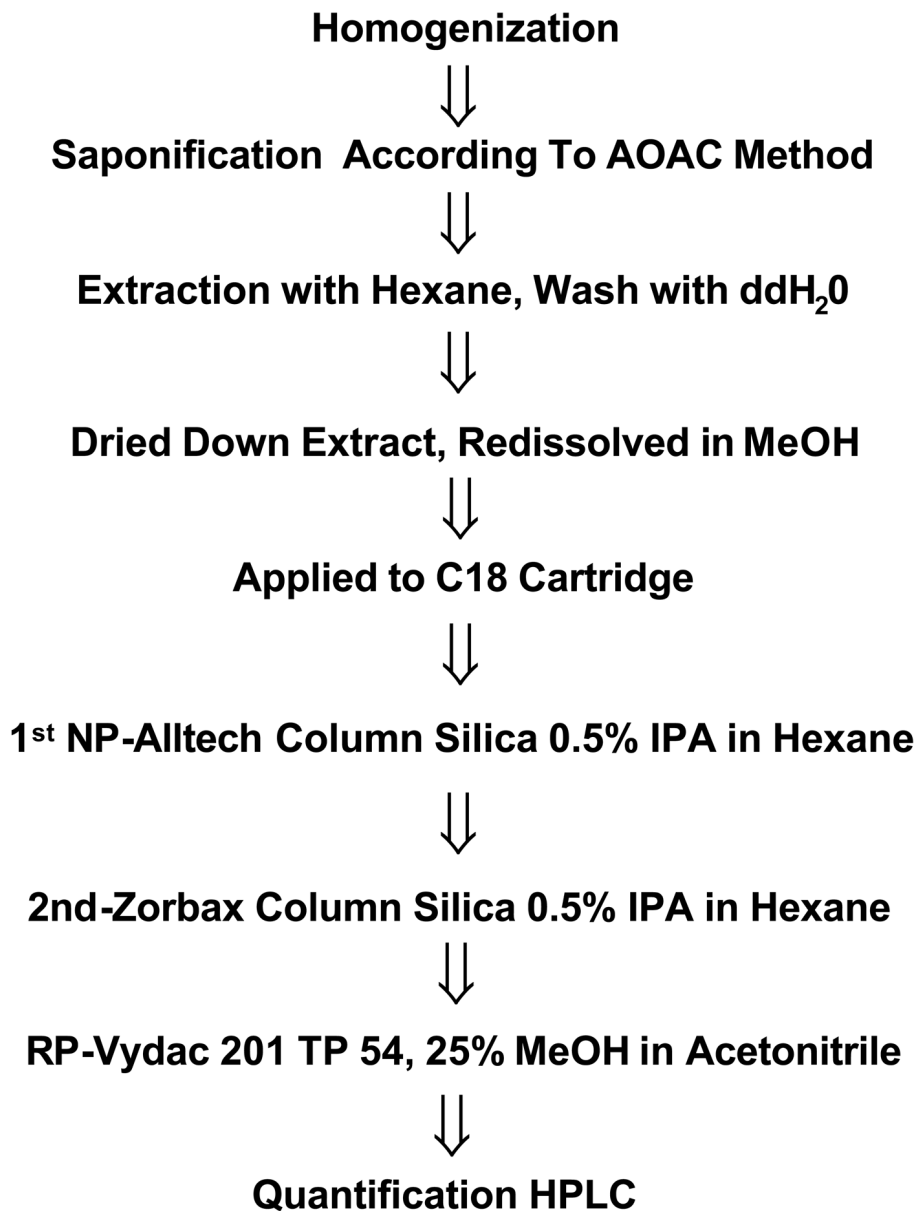 Homogenization
Saponification According To AOAC Method
Extraction with Hexane, Wash with ddH₂0
Dried Down Extract, Redissolved in MeOH
Applied to C18 Cartridge
1st NP-Alltech Column Silica 0.5% IPA in Hexane
2nd-Zorbax Column Silica 0.5% IPA in Hexane
RP-Vydac 201 TP 54, 25% MeOH in Acetonitrile
Quantification HPLC